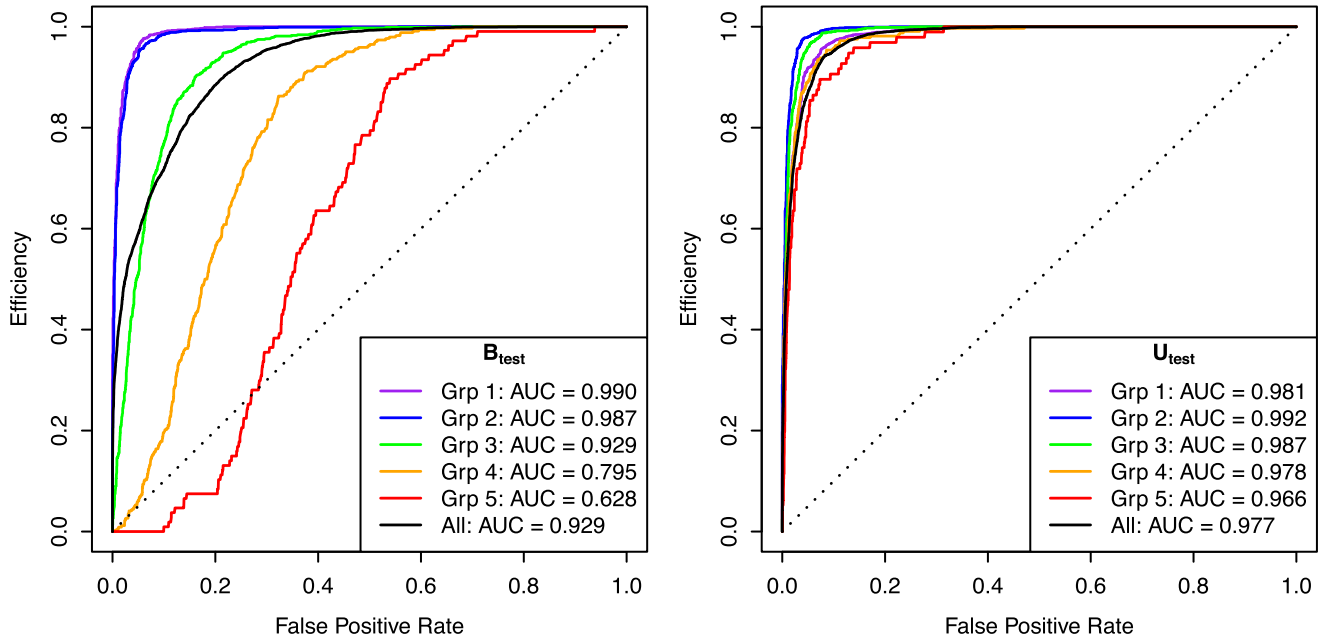 1.0
0.8
0.6
0.4
0.2
0.0
Efficiency
B_test
Grp 1: AUC = 0.990
Grp 2: AUC = 0.987
Grp 3: AUC = 0.929
Grp 4: AUC = 0.795
Grp 5: AUC = 0.628
All: AUC = 0.929
0.0 0.2 0.4 0.6 0.8 1.0
False Positive Rate
1.0
0.8
0.6
0.4
0.2
0.0
Efficiency
U_test
Grp 1: AUC = 0.981
Grp 2: AUC = 0.992
Grp 3: AUC = 0.987
Grp 4: AUC = 0.978
Grp 5: AUC = 0.966
All: AUC = 0.977
0.0 0.2 0.4 0.6 0.8 1.0
False Positive Rate